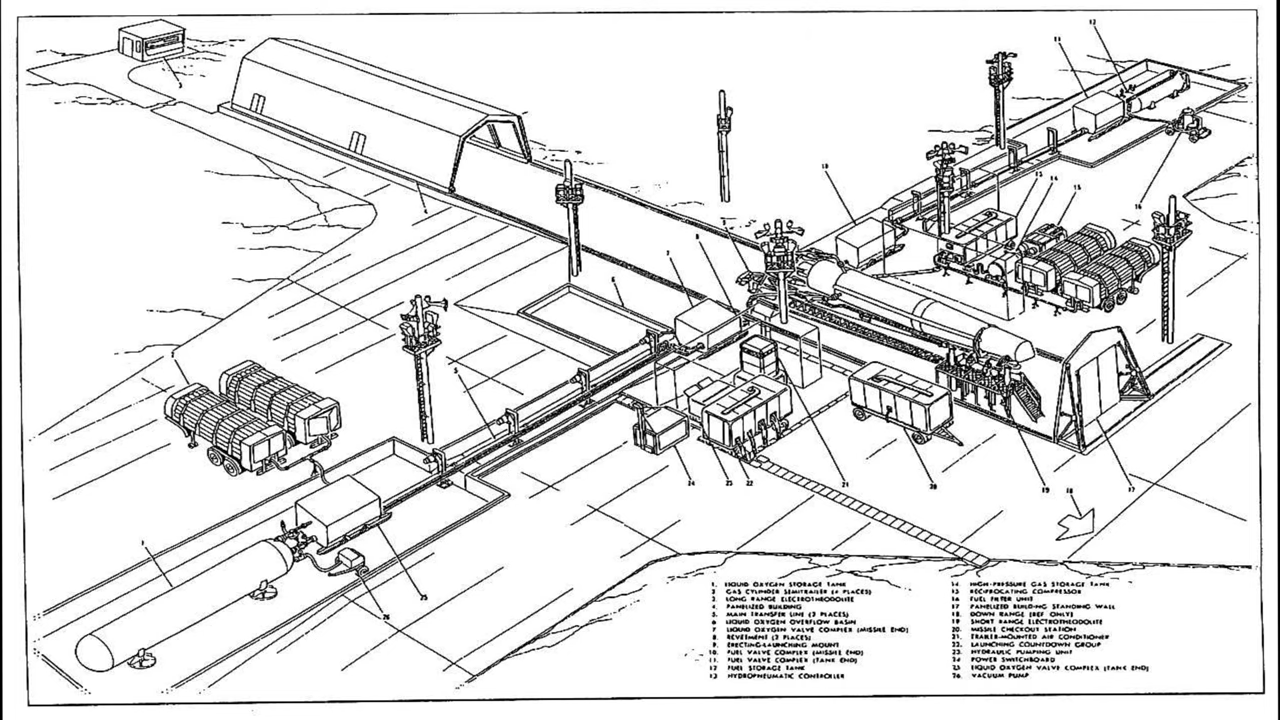 1. LIQUID OXYGEN STORAGE TANK
2 GAS CYLINDER SEMITRAILER (4 PLACES)
3. LONG RANGE ELECTROTHEODOLITE
4. PANELIZED BUILDING
5. MAIN TRANSFER LINE (2 PLACES)
6 LIQUID OXYGEN OVERFLOW BASIN
7 LIQUID OXYGEN VALVE COMPLEX (MISSILE END)
8. REVETMENT (2 PLACES)
9. ERECTING-LAUNCHING MOUNT
10. FUEL VALVE COMPLEX (MISSILE END)
11. FUEL VALVE COMPLEX (TANK END)
12 FUEL STORAGE TANK
13 HYDROPNEUMATIC CONTROLLER
14. HIGH-PRESSURE GAS STORAGE TANK
15 RECIPROCATING COMPRESSOR
16 FUEL FILTER UNIT
17 PANELIZED BUILDING STANDING WALL
18. DOWN RANGE (REF ONLY)
19 SHORT RANGE ELECTROTHEODOLITE
20. MISSILE CHECKOUT STATION
21. TRAILER-MOUNTED AIR CONDITIONER
22. LAUNCHING COUNTDOWN GROUP
23. HYDRAULIC PUMPING UNIT
24 POWER SWITCHBOARD
25 LIQUID OXYGEN VALVE COMPLEX (TANK END)
26. VACUUM PUMP